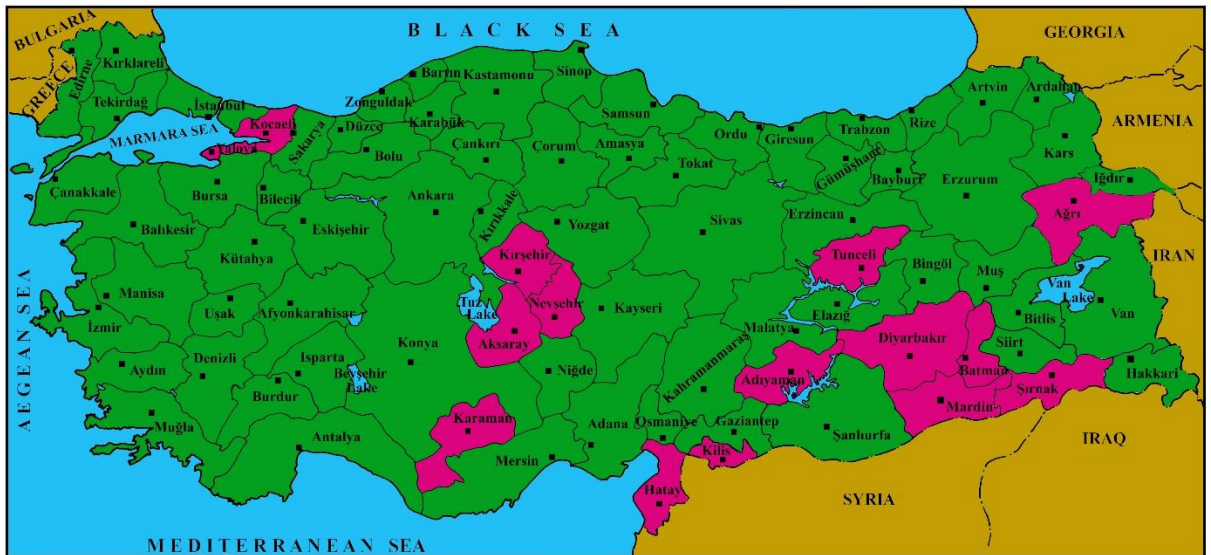 BULGARIA
BLACK SEA
GEORGIA
GREECE
Edirne
Kırklareli
Tekirdağ
İstanbul
MARMARA SEA
Kocaeli
Yalova
Sakarya
Düzce
Zonguldak
Bartın
Karabük
Kastamonu
Sinop
Samsun
Bolu
Çankırı
Çorum
Amasya
Tokat
Ordu
Giresun
Gümüşhane
Trabzon
Bayburt
Rize
Artvin
Ardahan
ARMENIA
Kars
Iğdır
Erzurum
Ağrı
IRAN
Çanakkale
Bursa
Bilecik
Balıkesir
Kütahya
Eskişehir
Ankara
Kırıkkale
Yozgat
Sivas
Erzincan
Tunceli
Bingöl
Muş
Van
Lake
Van
Bitlis
AEGEAN SEA
Manisa
İzmir
Uşak
Afyonkarahisar
Tuz
Lake
Kırşehir
Nevşehir
Aksaray
Kayseri
Malatya
Elazığ
Diyarbakır
Batman
Siirt
Şırnak
Hakkari
Aydın
Denizli
Isparta
Burdur
Beyşehir
Lake
Konya
Niğde
Kahramanmaraş
Adıyaman
Mardin
Muğla
Antalya
Karaman
Mersin
Adana
Osmaniye
Gaziantep
Kilis
Şanlıurfa
Hatay
SYRIA
IRAQ
MEDITERRANEAN SEA